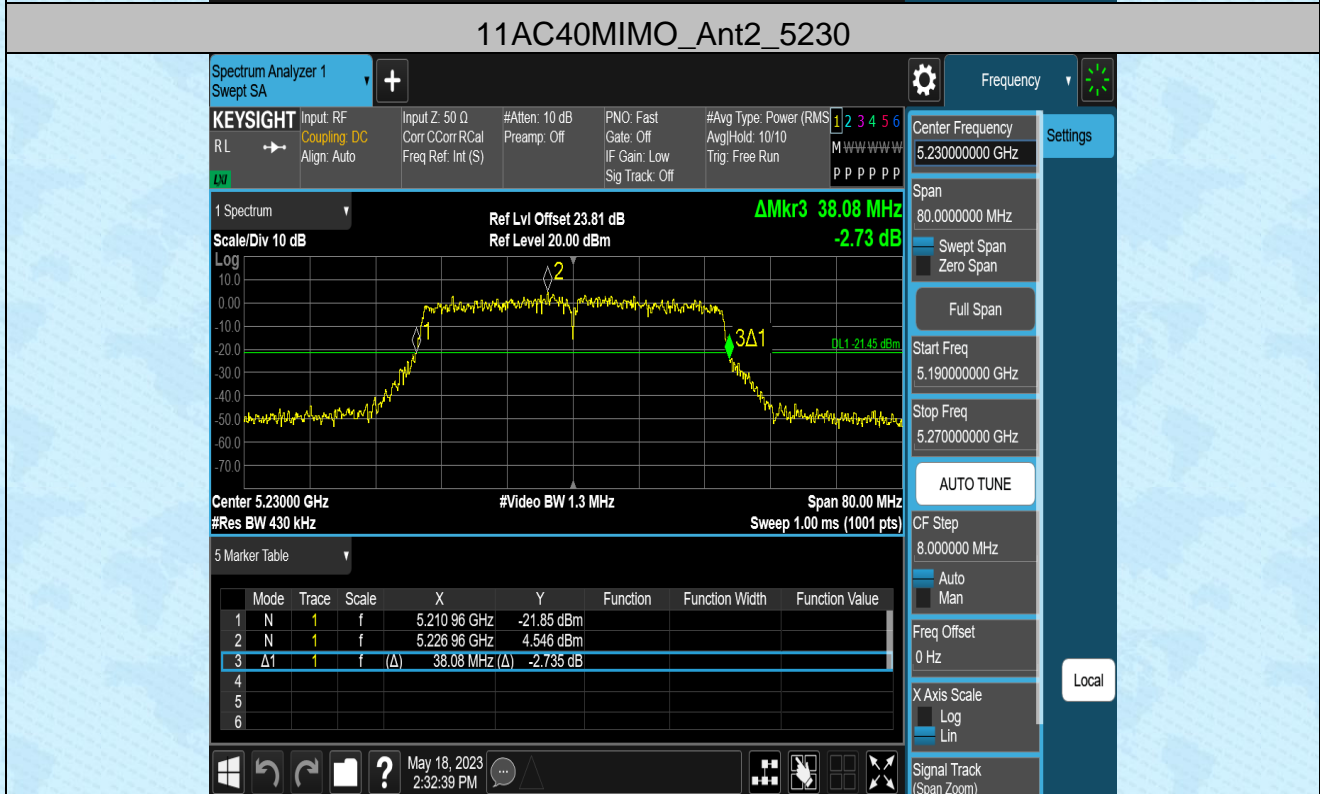 11AC40MIMO_Ant2_5230
Spectrum Analyzer 1
Swept SA
Frequency
KEYSIGHT
RL
LXI
Input: RF
Coupling: DC
Align: Auto
Input Z: 50 Ω
Corr CCorr RCal
Freq Ref: Int (S)
#Atten: 10 dB
Preamp: Off
PNO: Fast
Gate: Off
IF Gain: Low
Sig Track: Off
#Avg Type: Power (RMS
Avg|Hold: 10/10
Trig: Free Run
1 2 3 4 5 6
M W W W W W
P P P P P P
1 Spectrum
Scale/Div 10 dB
Ref Lvl Offset 23.81 dB
Ref Level 20.00 dBm
ΔMkr3 38.08 MHz
-2.73 dB
Log
10.0
0.00
-10.0
-20.0
-30.0
-40.0
-50.0
-60.0
-70.0
2
1
3Δ1
DL1 -21.45 dBm
Center 5.23000 GHz
#Video BW 1.3 MHz
Span 80.00 MHz
#Res BW 430 kHz
Sweep 1.00 ms (1001 pts)
5 Marker Table
Mode Trace Scale X Y Function Function Width Function Value
1 N 1 f 5.210 96 GHz -21.85 dBm
2 N 1 f 5.226 96 GHz 4.546 dBm
3 Δ1 1 f (Δ) 38.08 MHz (Δ) -2.735 dB
4
5
6
May 18, 2023
2:32:39 PM
?
Center Frequency
5.230000000 GHz
Settings
Span
80.0000000 MHz
Swept Span
Zero Span
Full Span
Start Freq
5.190000000 GHz
Stop Freq
5.270000000 GHz
AUTO TUNE
CF Step
8.000000 MHz
Auto
Man
Freq Offset
0 Hz
X Axis Scale
Log
Lin
Local
Signal Track
(Span Zoom)